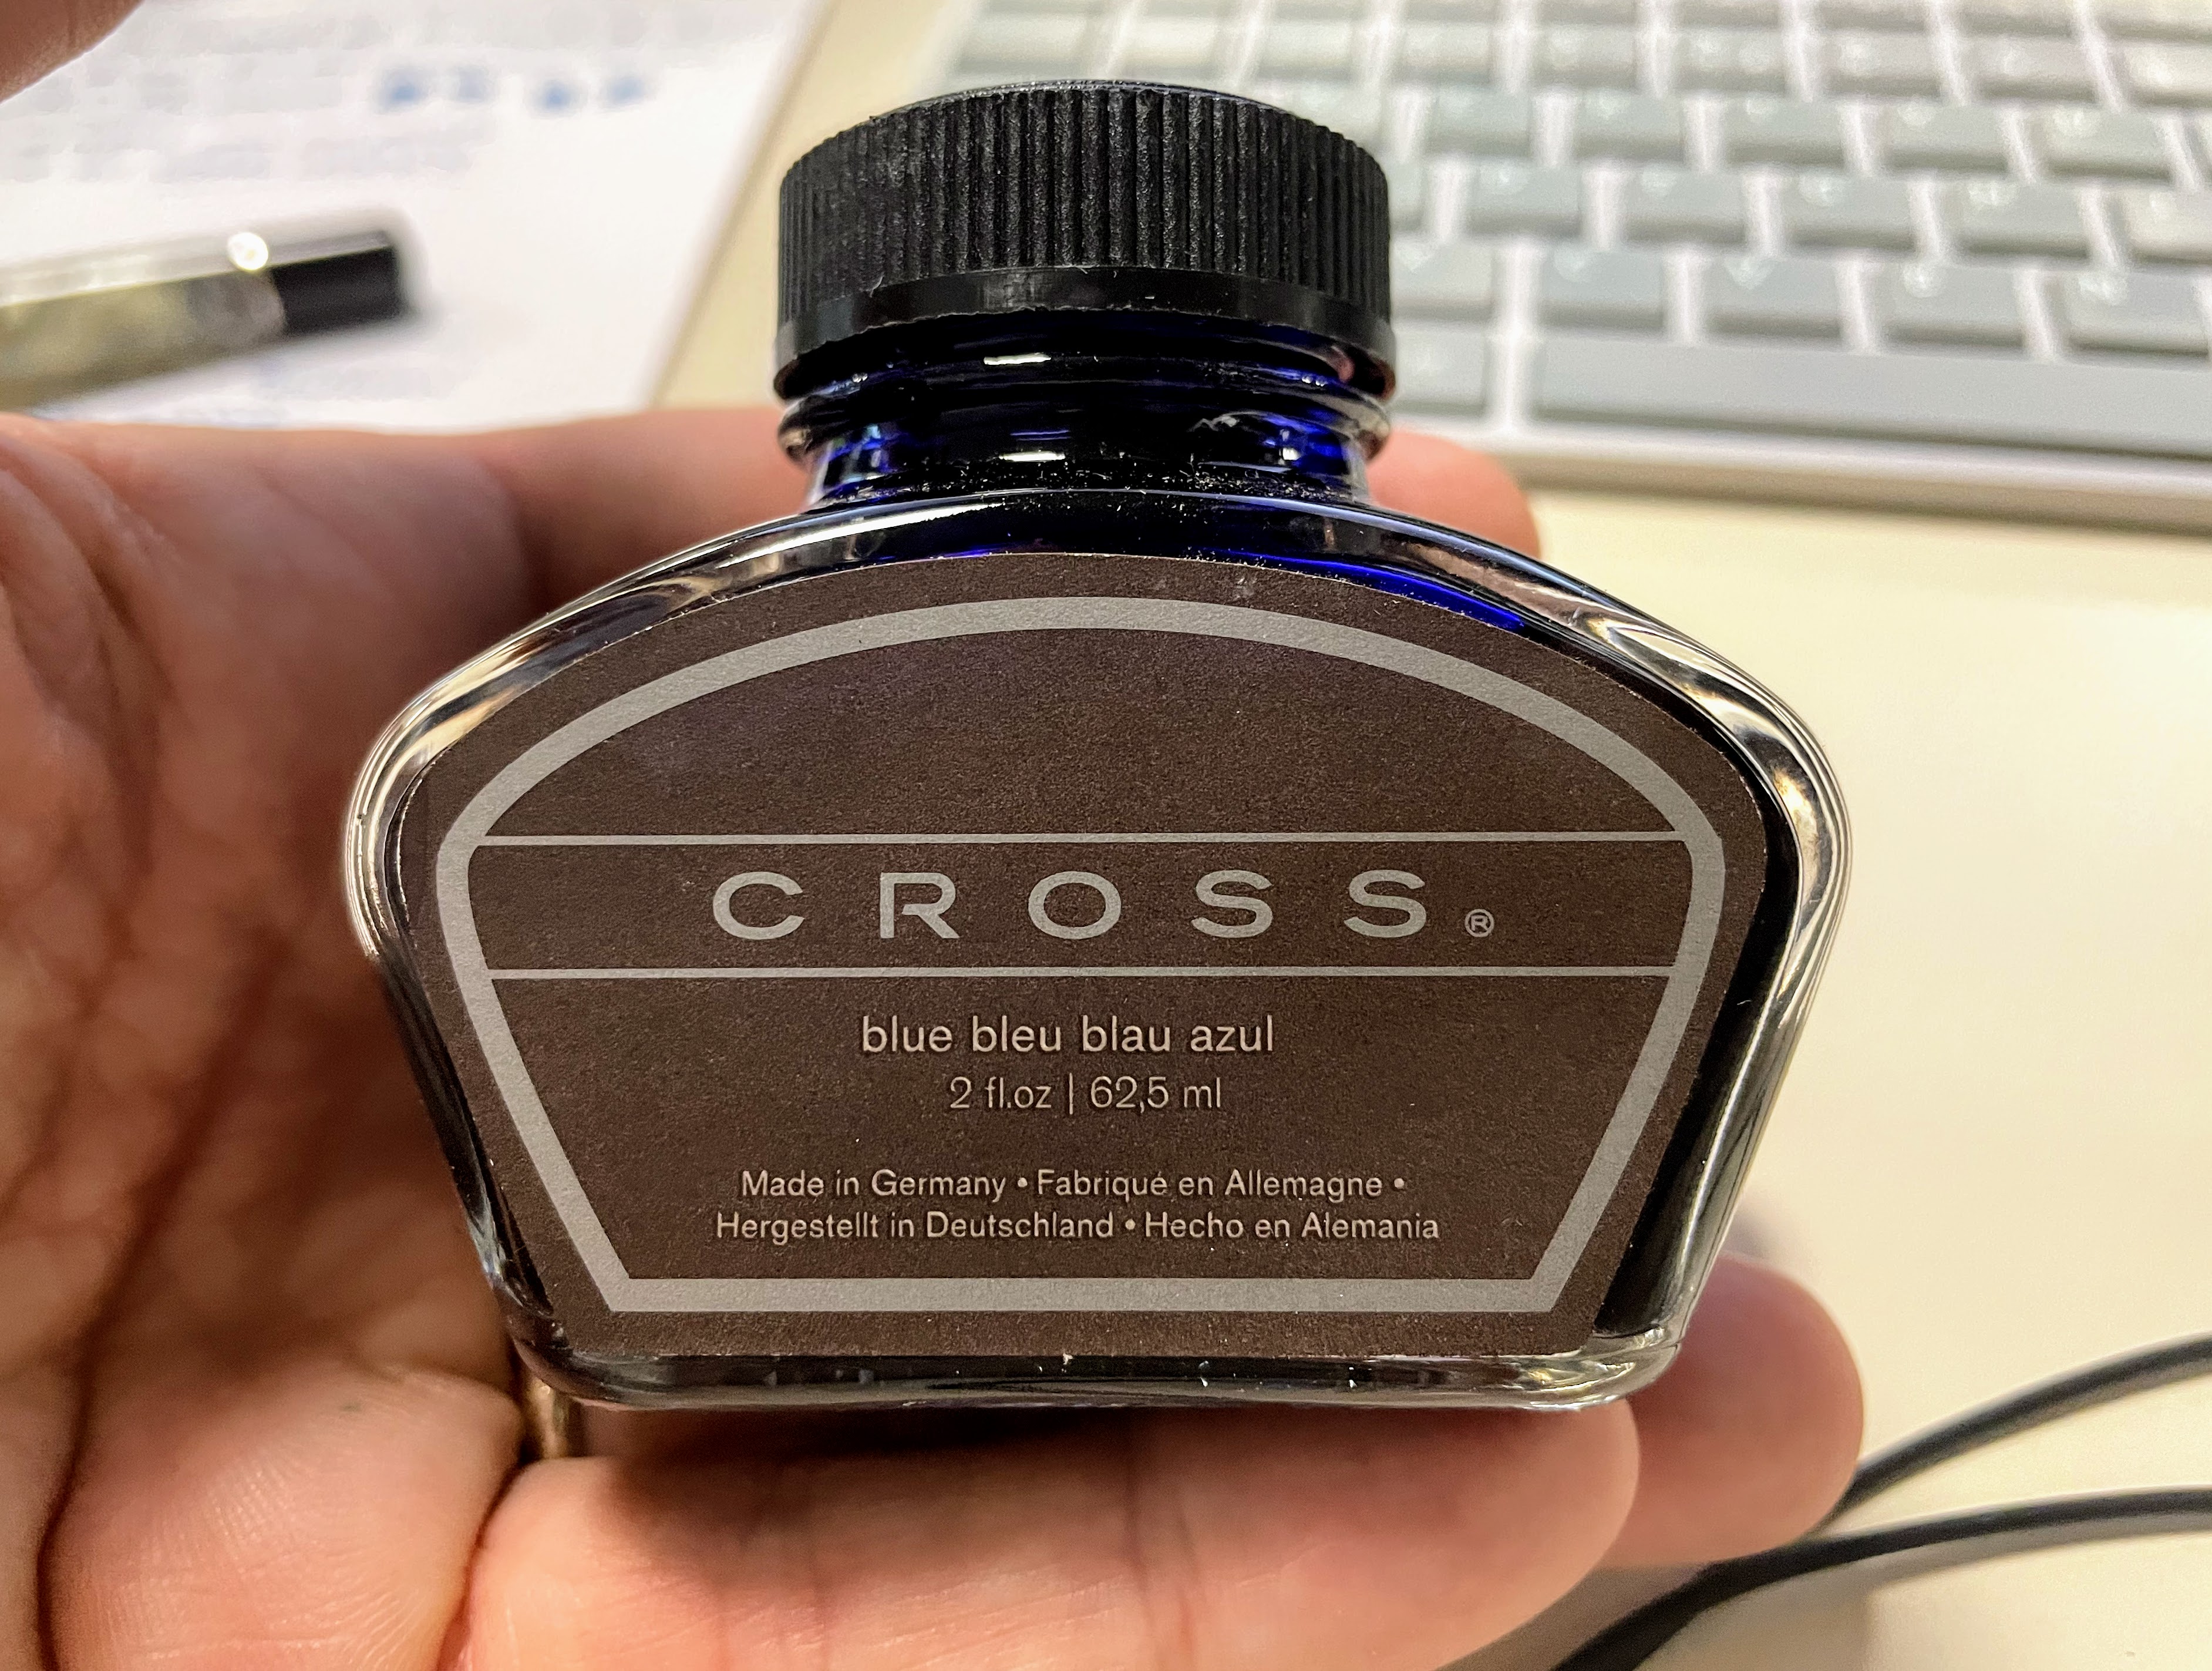 CROSS®
blue bleu blau azul
2 fl.oz | 62,5 ml
Made in Germany • Fabriqué en Allemagne •
Hergestellt in Deutschland • Hecho en Alemania